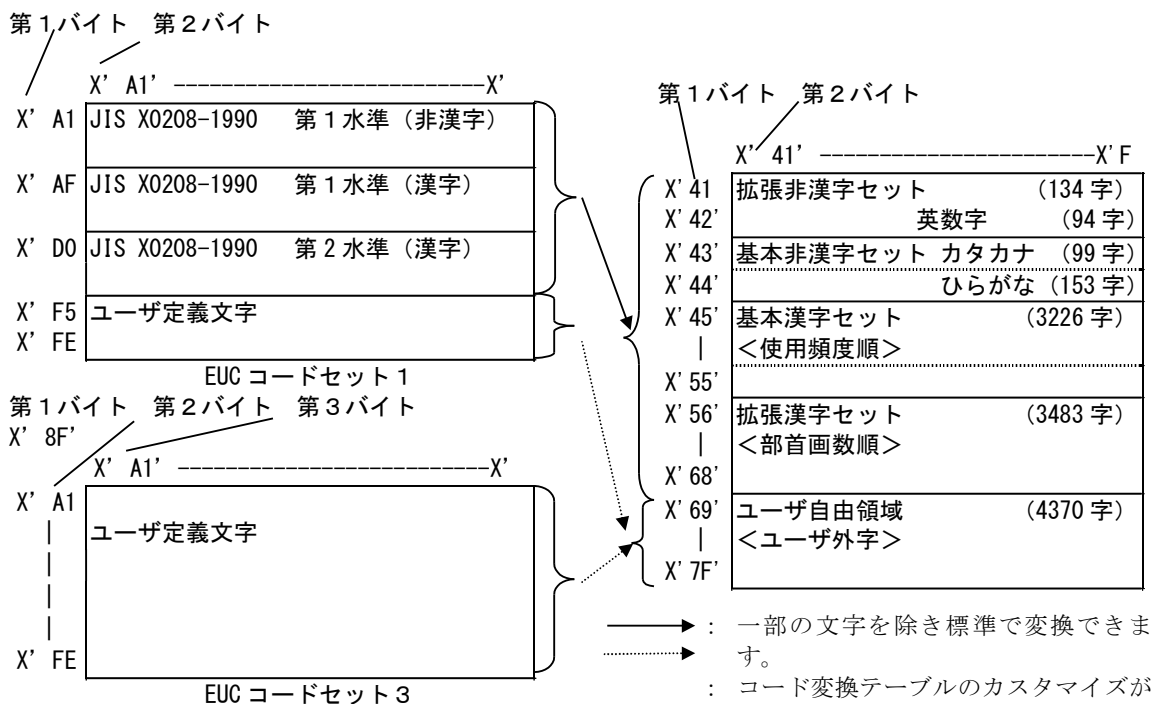 第１バイト　第２バイト
X’ A1’ --------------------------X’
X’ A1 JIS X0208-1990　第１水準（非漢字）
X’ AF JIS X0208-1990　第１水準（漢字）
X’ D0 JIS X0208-1990　第２水準（漢字）
X’ F5 ユーザ定義文字
X’ FE
EUC コードセット１
第１バイト　第２バイト　第３バイト
X’ 8F’
X’ A1’ --------------------------X’
X’ A1
ユーザ定義文字
|
|
|
|
X’ FE
EUC コードセット３
第１バイト　第２バイト
X’ 41’ -----------------------X’F
X’41 拡張非漢字セット　（134 字）
X’42’ 英数字　（94 字）
X’43’ 基本非漢字セット カタカナ　（99 字）
X’44’ ひらがな（153 字）
X’45’ 基本漢字セット　（3226 字）
| ＜使用頻度順＞
X’55’
X’56’ 拡張漢字セット　（3483 字）
| ＜部首画数順＞
X’68’
X’69’ ユーザ自由領域　（4370 字）
| ＜ユーザ外字＞
X’7F’
： 一部の文字を除き標準で変換できま
す。
： コード変換テーブルのカスタマイズが